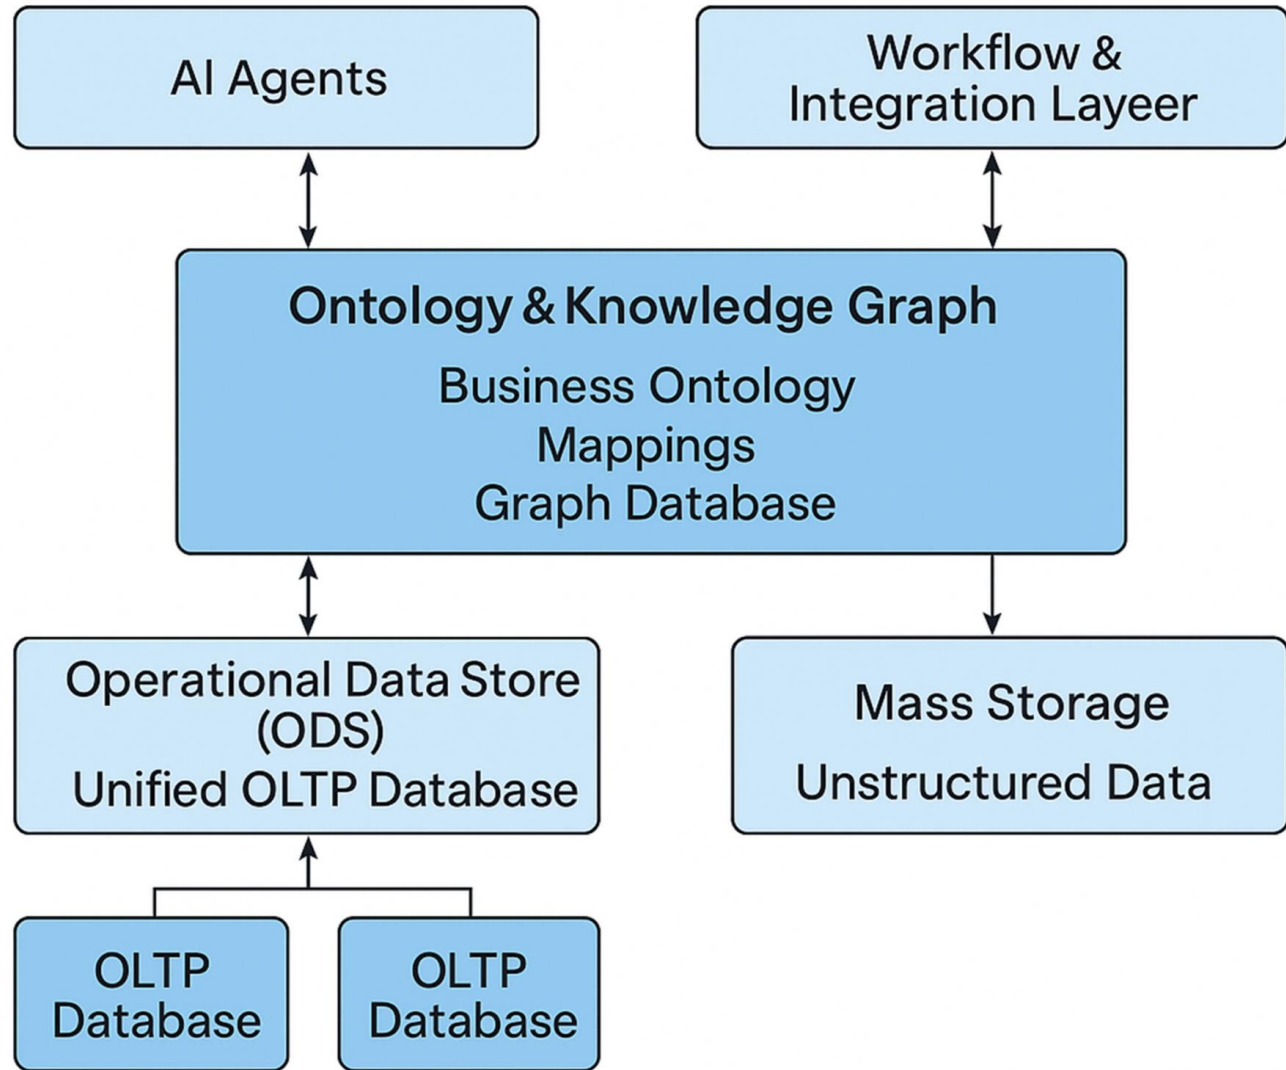 AI Agents
Workflow &
Integration Layeer
Ontology & Knowledge Graph
Business Ontology
Mappings
Graph Database
Operational Data Store
(ODS)
Unified OLTP Database
Mass Storage
Unstructured Data
OLTP
Database
OLTP
Database